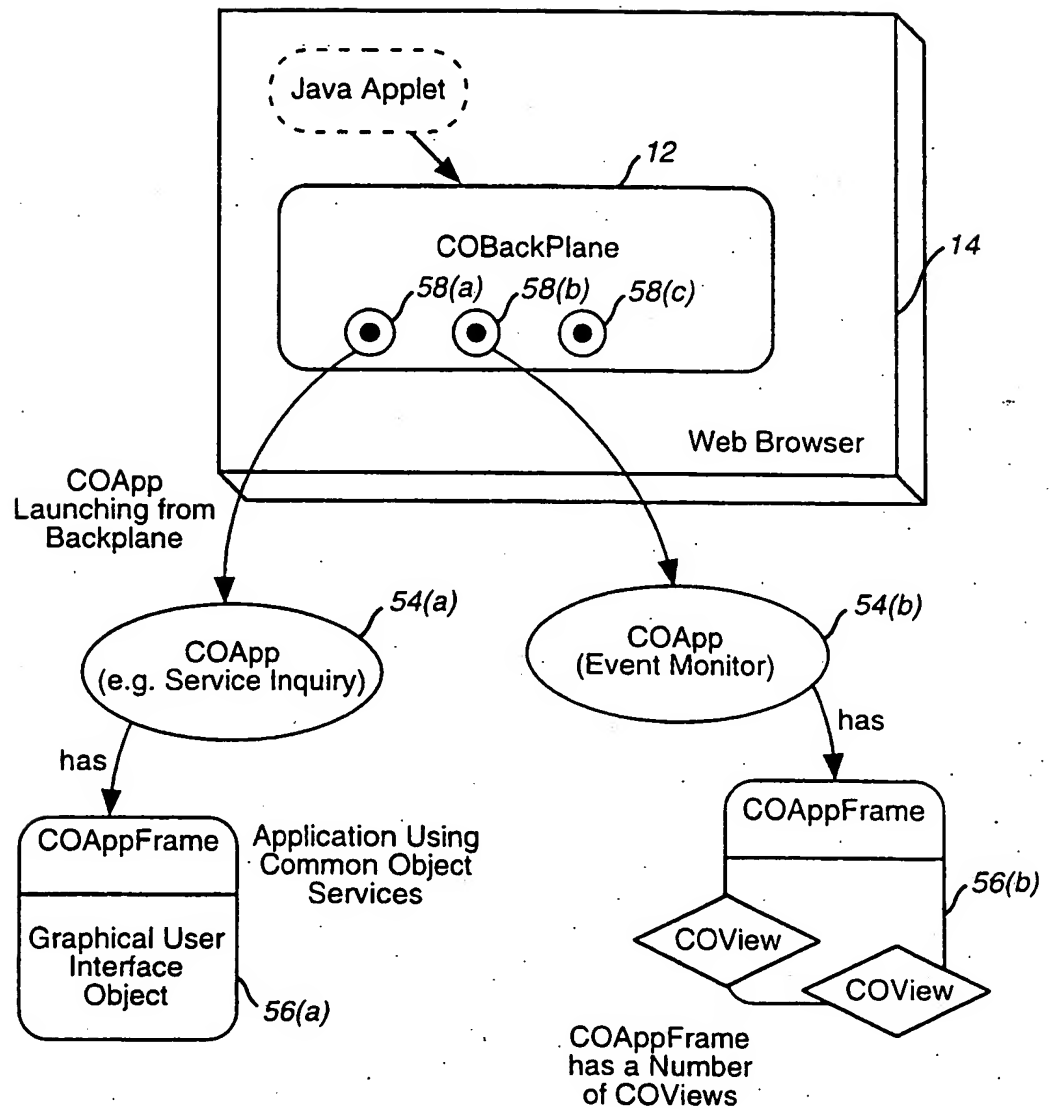 Java Applet
12
COBackPlane
14
58(a)
58(b)
58(c)
Web Browser
COApp
Launching from
Backplane
54(a)
COApp
(e.g. Service Inquiry)
54(b)
COApp
(Event Monitor)
has
has
COAppFrame
Application Using
Common Object
Services
Graphical User
Interface
Object
56(a)
COAppFrame
56(b)
COView
COView
COAppFrame
has a Number
of COViews